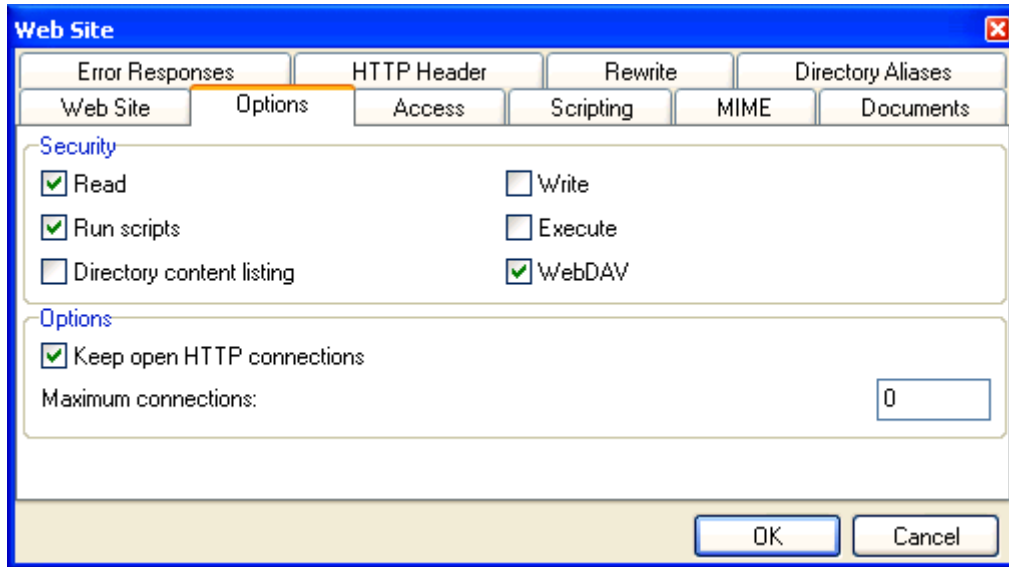 Web Site
Error Responses HTTP Header Rewrite Directory Aliases
Web Site Options Access Scripting MIME Documents
Security
Read Write
Run scripts Execute
Directory content listing WebDAV
Options
Keep open HTTP connections
Maximum connections: 0
OK Cancel